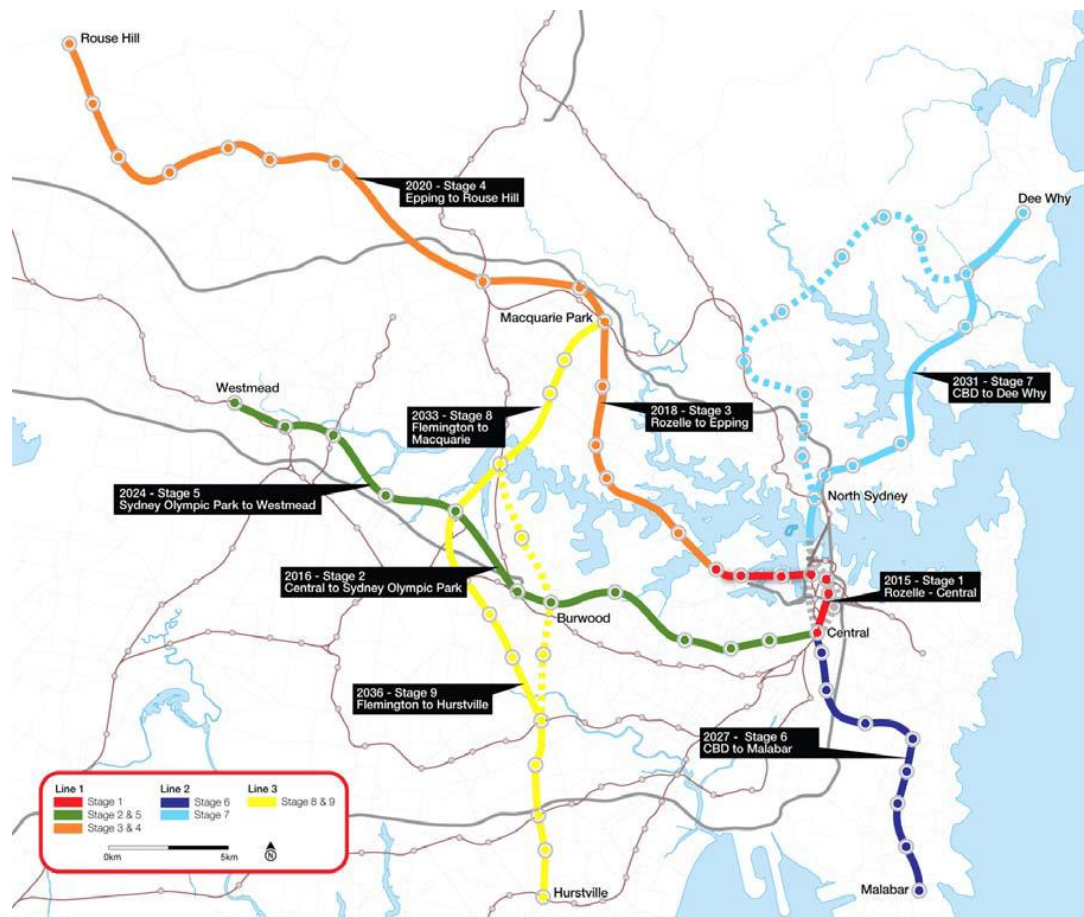 Rouse Hill
2020 - Stage 4
Epping to Rouse Hill
Dee Why
Macquarie Park
Westmead
2033 - Stage 8
Flemington to
Macquarie
2018 - Stage 3
Rozelle to Epping
2031 - Stage 7
CBD to Dee Why
2024 - Stage 5
Sydney Olympic Park to Westmead
North Sydney
2016 - Stage 2
Central to Sydney Olympic Park
2015 - Stage 1
Rozelle - Central
Burwood
Central
2036 - Stage 9
Flemington to Hurstville
2027 - Stage 6
CBD to Malabar
Line 1
Stage 1
Stage 2 & 5
Stage 3 & 4
Line 2
Stage 6
Stage 7
Line 3
Stage 8 & 9
0km
5km
N
Hurstville
Malabar